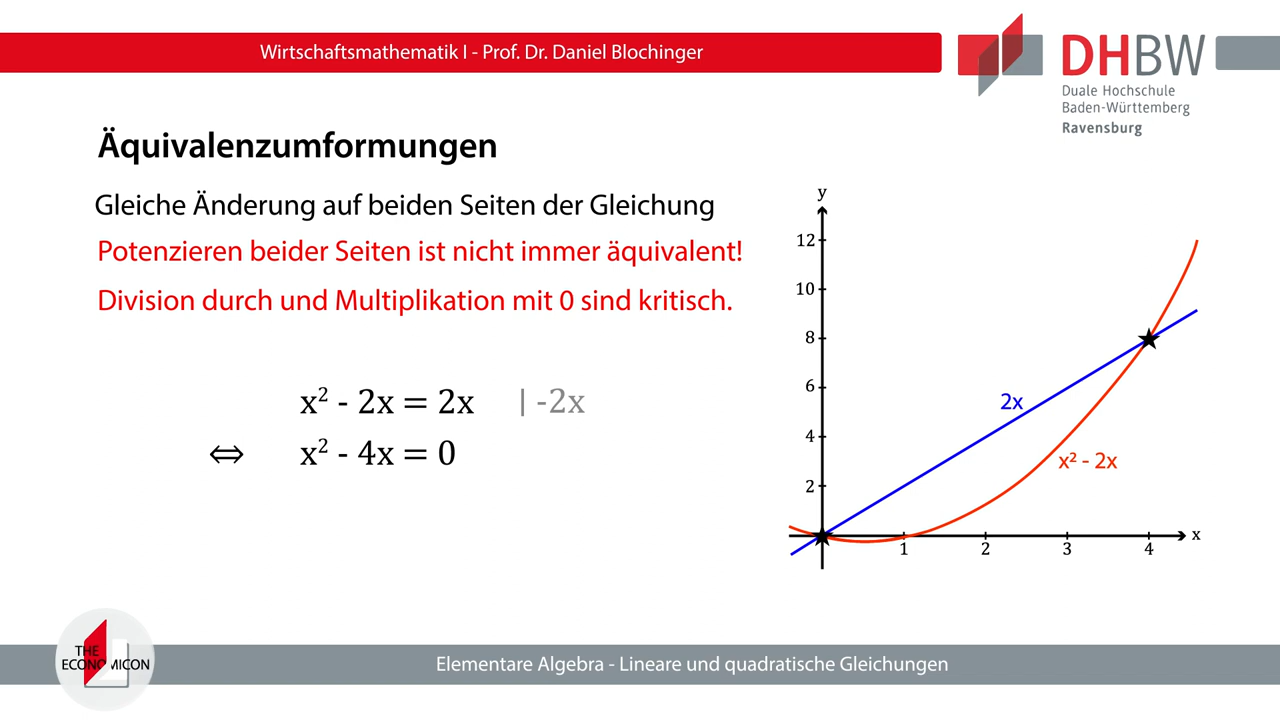 Wirtschaftsmathematik I - Prof. Dr. Daniel Blochinger
DHBW
Duale Hochschule
Baden-Württemberg
Ravensburg
Äquivalenzumformungen
Gleiche Änderung auf beiden Seiten der Gleichung
Potenzieren beider Seiten ist nicht immer äquivalent!
Division durch und Multiplikation mit 0 sind kritisch.
x² - 2x = 2x | -2x
⇔ x² - 4x = 0
y
12
10
8
6
4
2
2x
x² - 2x
x
1 2 3 4
THE
ECONOMICON
Elementare Algebra - Lineare und quadratische Gleichungen